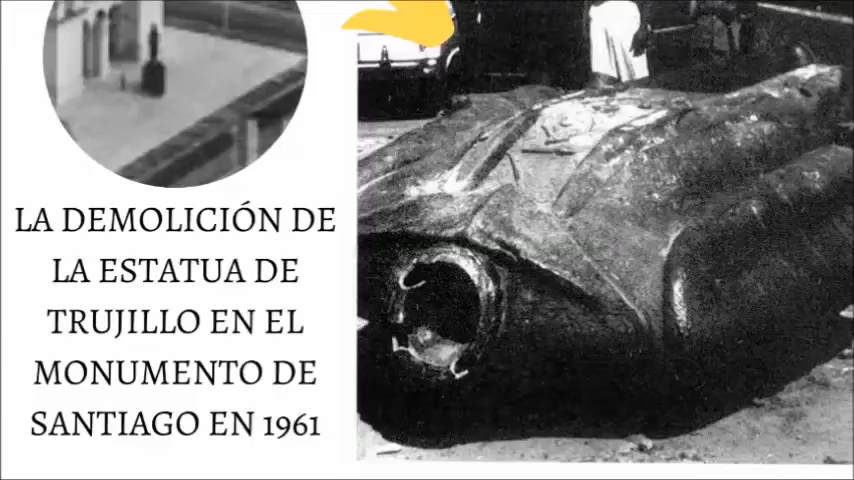 LA DEMOLICIÓN DE
LA ESTATUA DE
TRUJILLO EN EL
MONUMENTO DE
SANTIAGO EN 1961